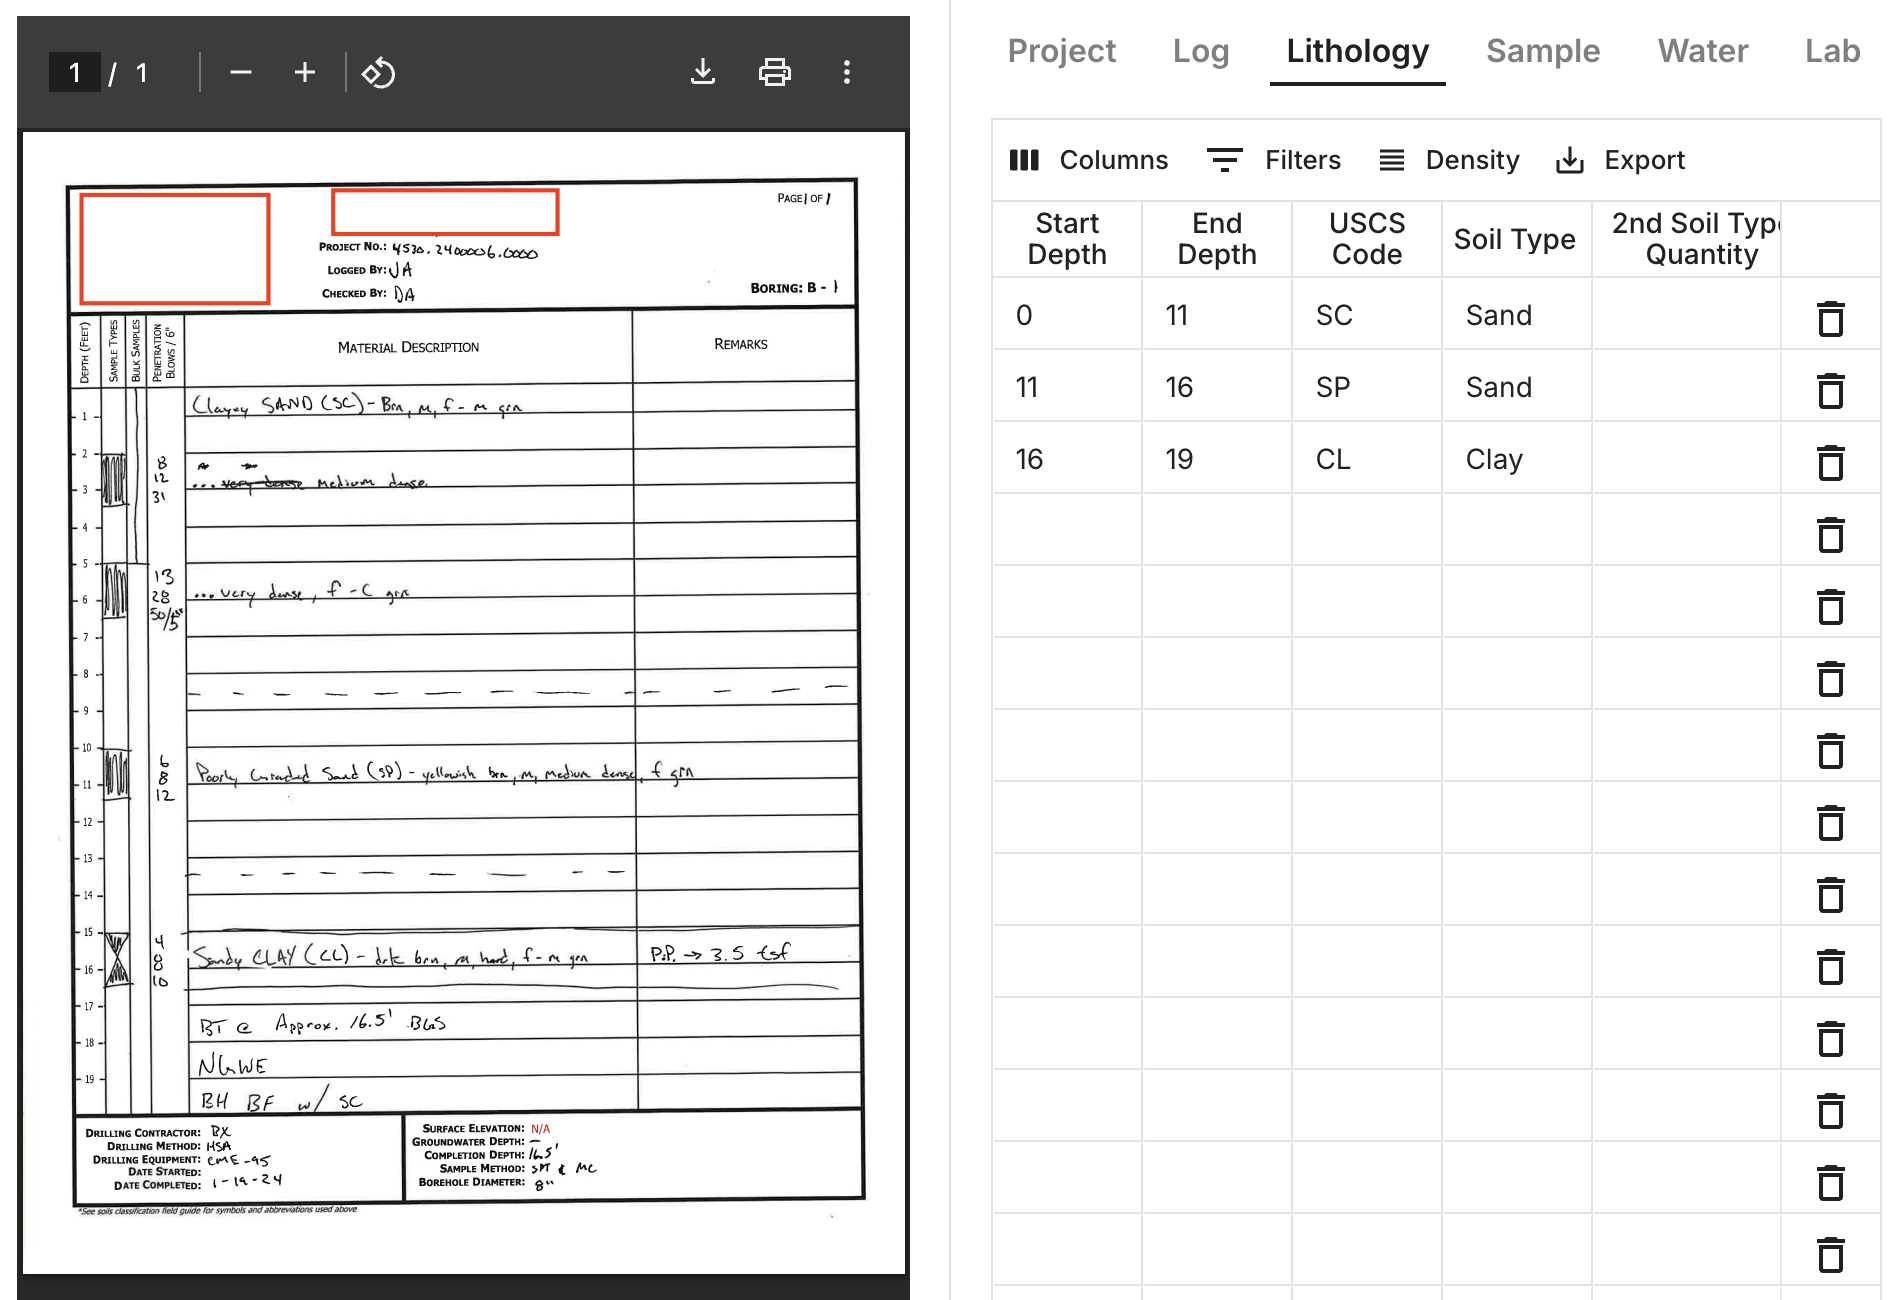 1 / 1
PAGE 1 OF 1
PROJECT NO.: 4530.2400006.0000
LOGGED BY: JA
CHECKED BY: DA
BORING: B - 1
DEPTH (FEET)
SAMPLE TYPES
BULK SAMPLES
PENETRATION BLOWS / 6"
MATERIAL DESCRIPTION
REMARKS
Clayey SAND (SC) - Brn, m, f - m grn
1
2
8
12
... very dense medium dense.
3
31
4
5
13
28
... very dense, f - c grn
6
50/5"
7
8
9
10
6
8
Poorly Graded Sand (SP) - yellowish brn, m, medium dense, f grn
11
12
12
13
14
15
4
8
Sandy CLAY (CL) - drk brn, m, hard, f - m grn
P.P. → 3.5 tsf
16
10
17
BT @ Approx. 16.5' BGS
18
NGWE
19
BH BF w/ SC
DRILLING CONTRACTOR: BX
DRILLING METHOD: HSA
DRILLING EQUIPMENT: CME-95
DATE STARTED:
DATE COMPLETED: 1-19-24
SURFACE ELEVATION: N/A
GROUNDWATER DEPTH: –
COMPLETION DEPTH: 16.5'
SAMPLE METHOD: SPT & MC
BOREHOLE DIAMETER: 8"
*See soils classification field guide for symbols and abbreviations used above
Project Log Lithology Sample Water Lab
Columns Filters Density Export
Start Depth End Depth USCS Code Soil Type 2nd Soil Type Quantity
0 11 SC Sand
11 16 SP Sand
16 19 CL Clay